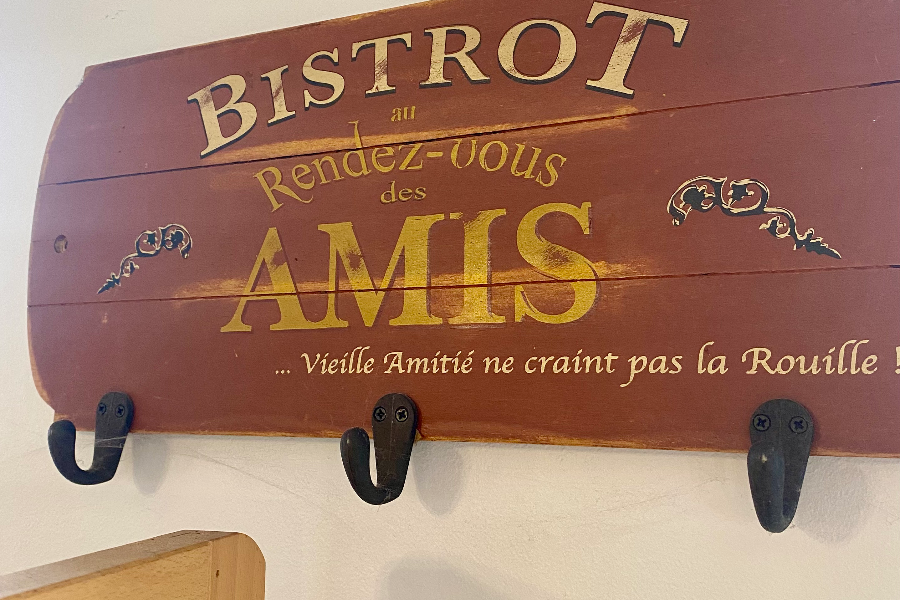 BISTROT
au
Rendez-vous
des
AMIS
... Vieille Amitié ne craint pas la Rouille !